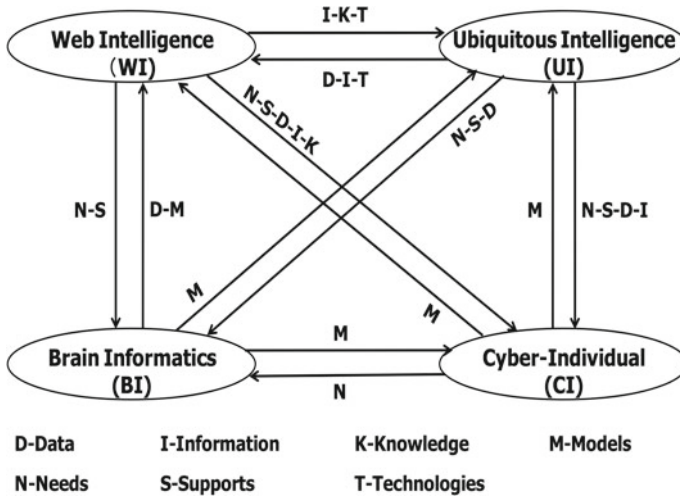 I-K-T
Web Intelligence
(WI)
Ubiquitous Intelligence
(UI)
D-I-T
N-S-D-I-K
N-S-D
N-S
D-M
M
N-S-D-I
M
M
Brain Informatics
(BI)
M
Cyber-Individual
(CI)
N
D-Data
I-Information
K-Knowledge
M-Models
N-Needs
S-Supports
T-Technologies